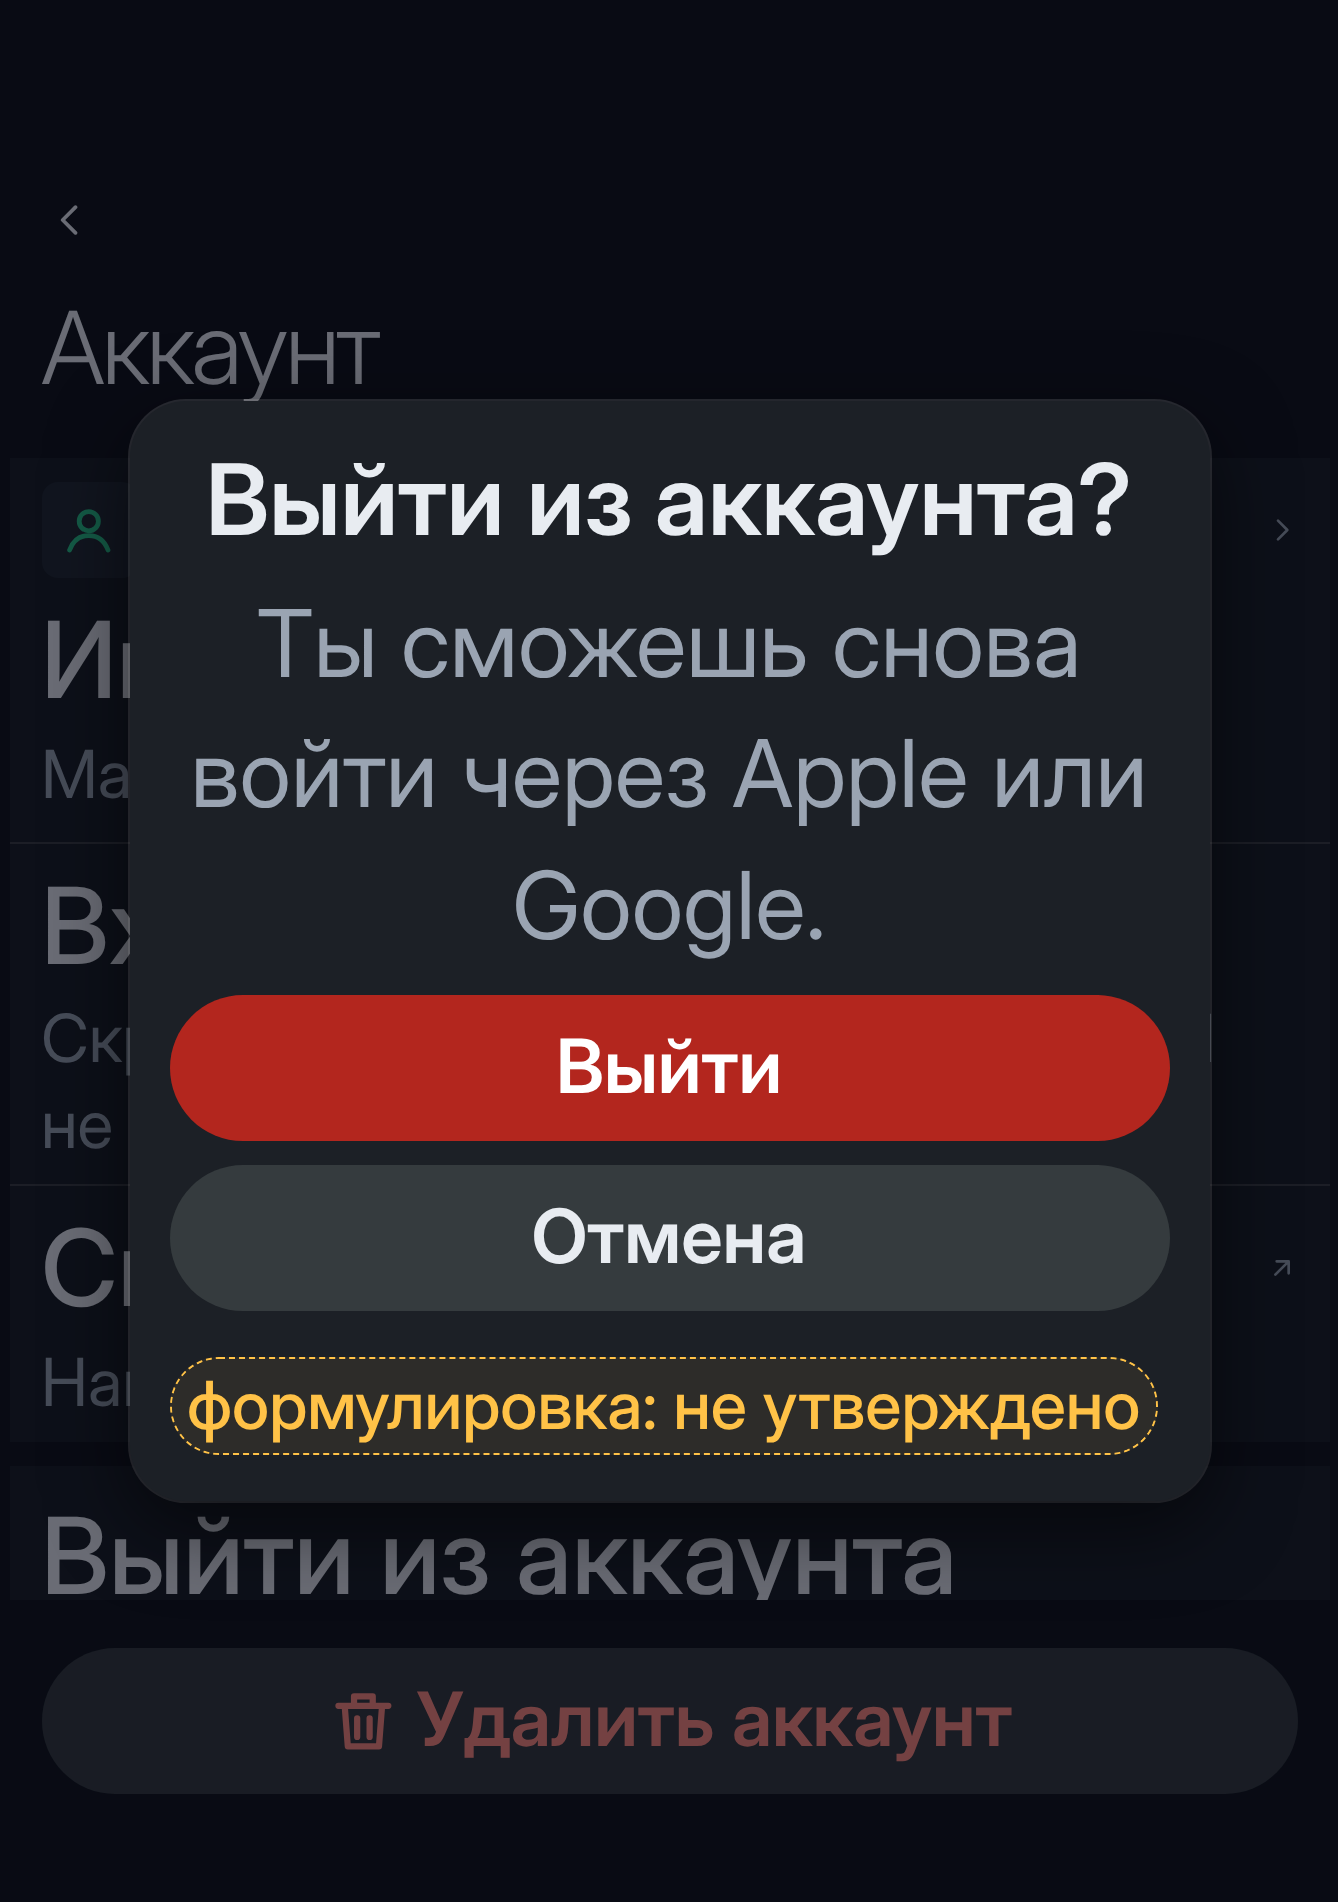 Аккаунт
Выйти из аккаунта?
Ты сможешь снова
войти через Apple или
Google.
не
Выйти
Отмена
формулировка: не утверждено
Выйти из аккаунта
Удалить аккаунт